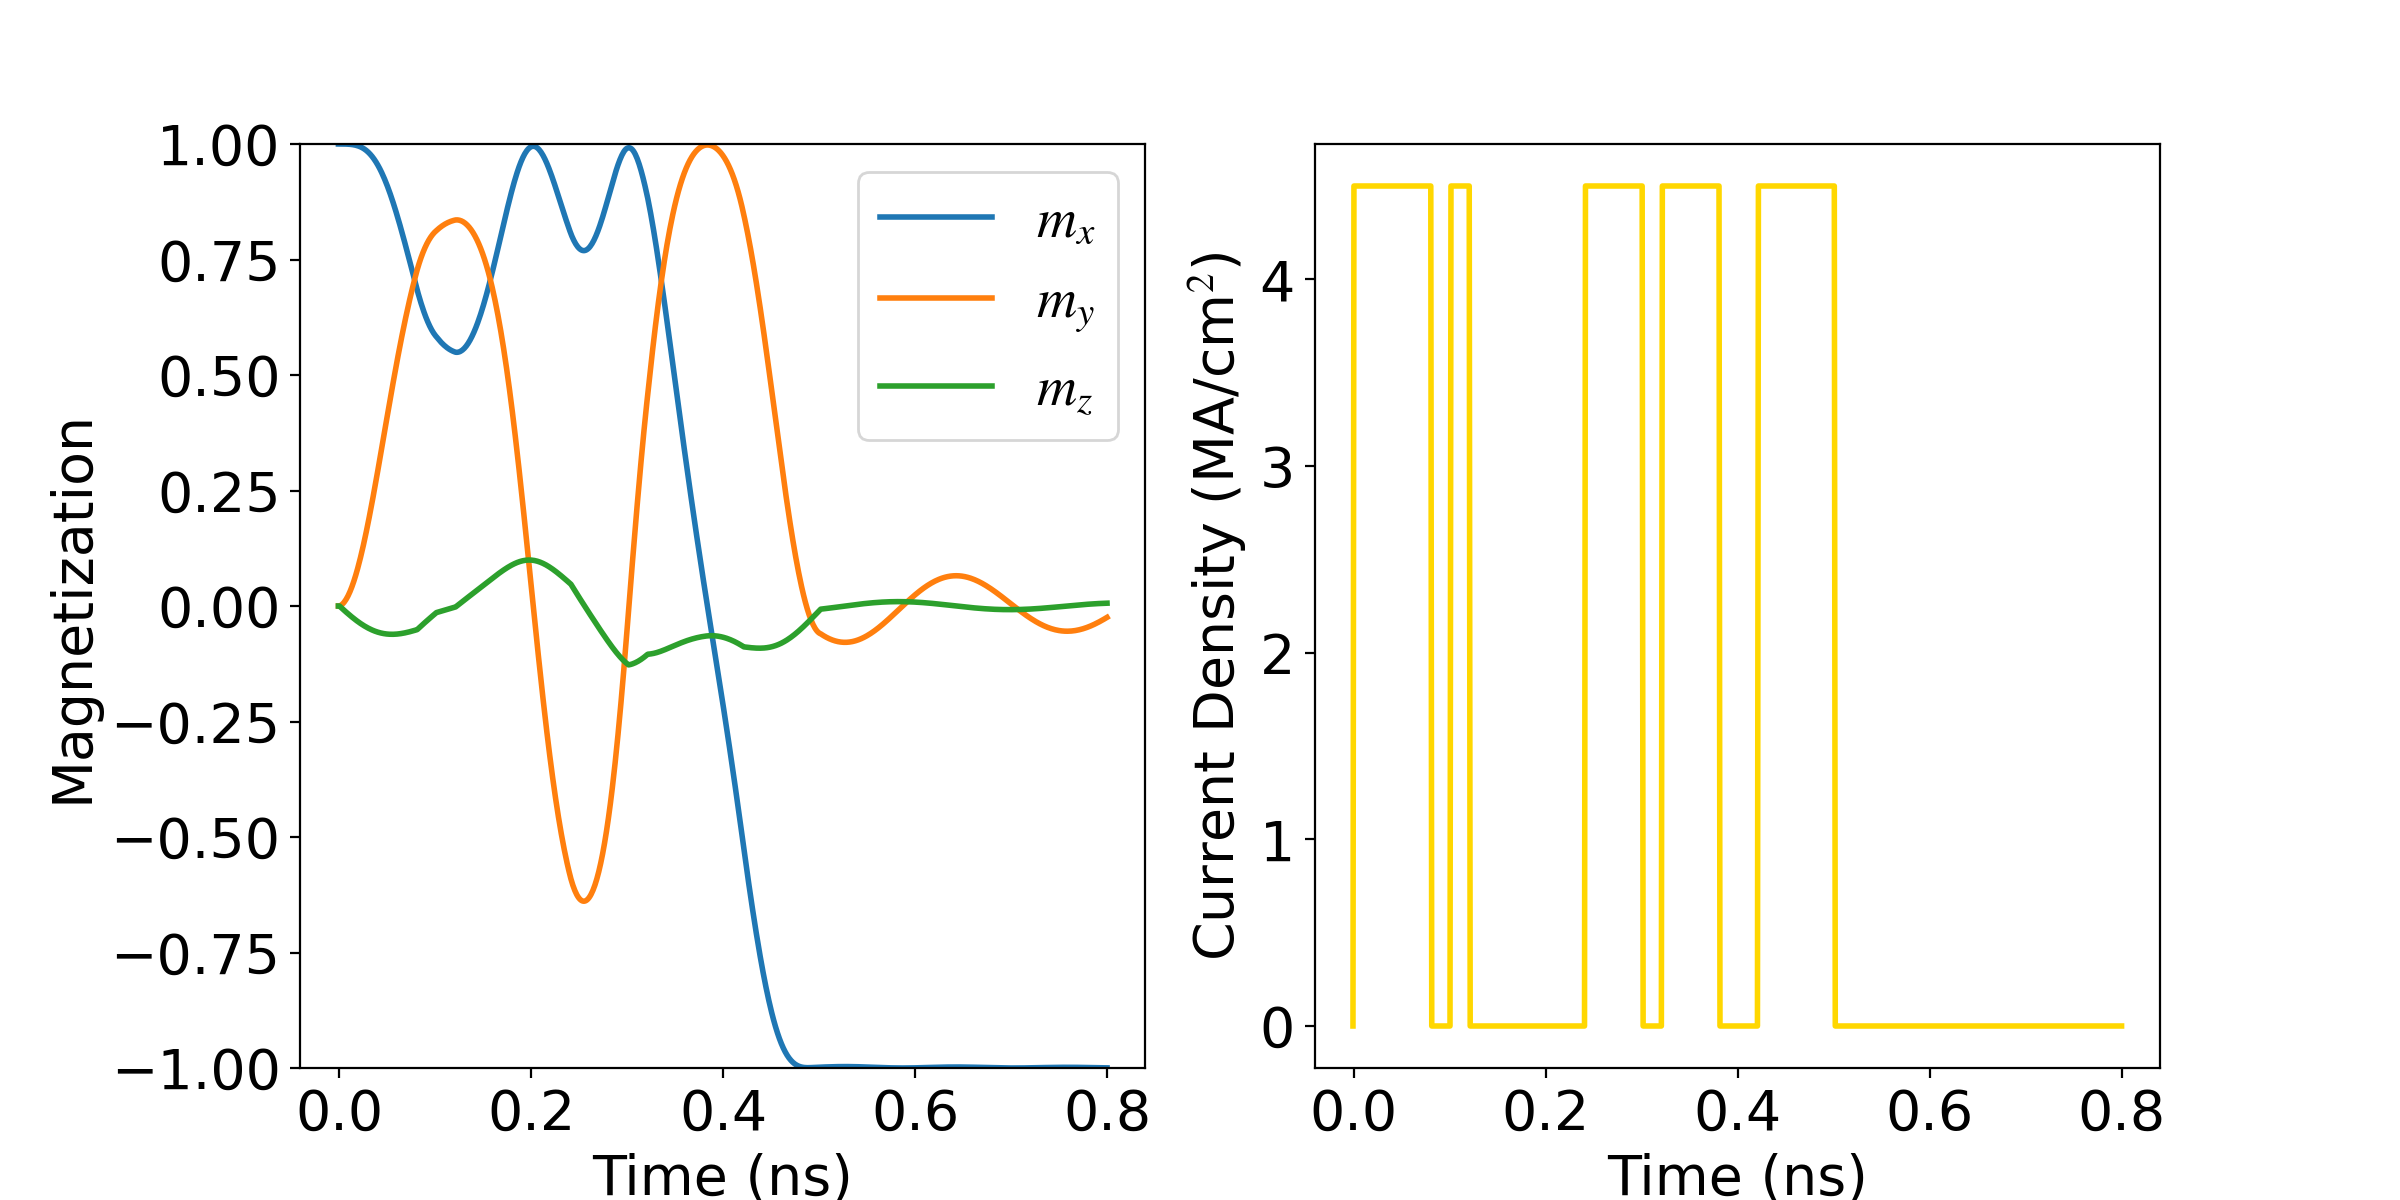 Magnetization
1.00
0.75
0.50
0.25
0.00
−0.25
−0.50
−0.75
−1.00
0.0 0.2 0.4 0.6 0.8
Time (ns)
m_x
m_y
m_z
Current Density (MA/cm²)
4
3
2
1
0
0.0 0.2 0.4 0.6 0.8
Time (ns)